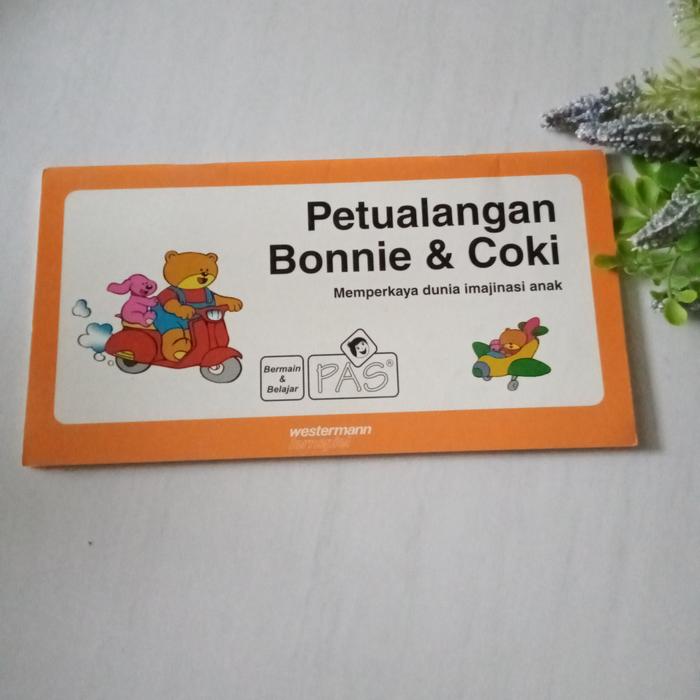 Petualangan
Bonnie & Coki
Memperkaya dunia imajinasi anak
Bermain
&
Belajar
PAS®
westermann